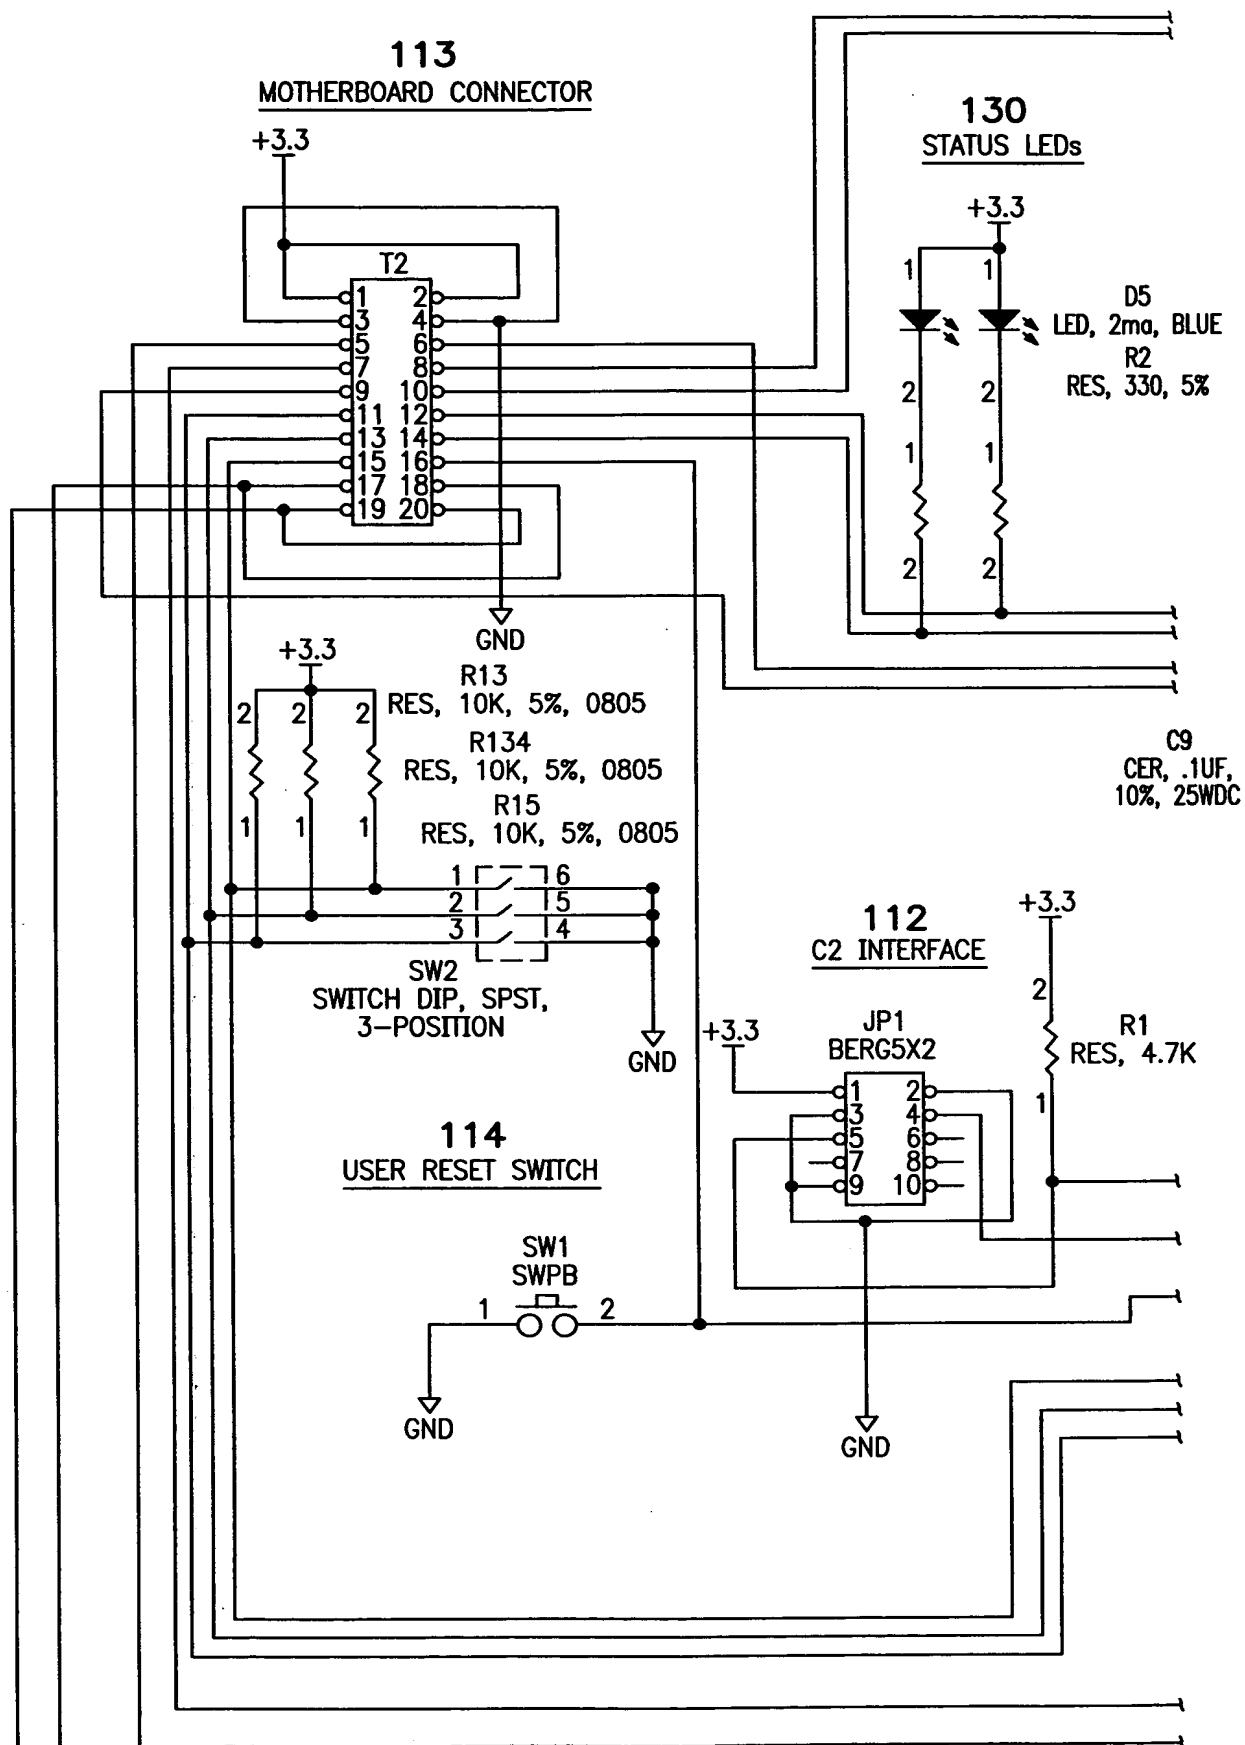 113
MOTHERBOARD CONNECTOR
+3.3
T2
1 2
3 4
5 6
7 8
9 10
11 12
13 14
15 16
17 18
19 20
GND
130
STATUS LEDs
+3.3
1 1
D5
LED, 2ma, BLUE
R2
RES, 330, 5%
2 2
1 1
2 2
+3.3
R13
RES, 10K, 5%, 0805
2 2 2
R134
RES, 10K, 5%, 0805
R15
RES, 10K, 5%, 0805
1 1 1
1 6
2 5
3 4
SW2
SWITCH DIP, SPST,
3-POSITION
GND
C9
CER, .1UF,
10%, 25WDC
112
C2 INTERFACE
+3.3
2
R1
RES, 4.7K
1
+3.3
JP1
BERG5X2
1 2
3 4
5 6
7 8
9 10
GND
114
USER RESET SWITCH
SW1
SWPB
1 2
GND